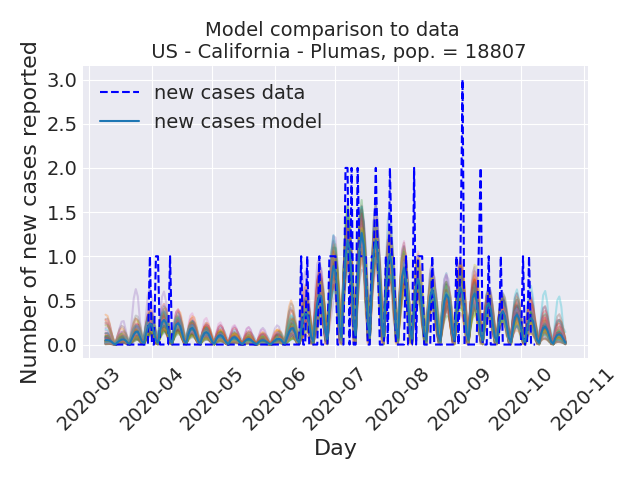 Model comparison to data
US - California - Plumas, pop. = 18807
Number of new cases reported
3.0
2.5
2.0
1.5
1.0
0.5
0.0
new cases data
new cases model
2020-03
2020-04
2020-05
2020-06
2020-07
2020-08
2020-09
2020-10
2020-11
Day